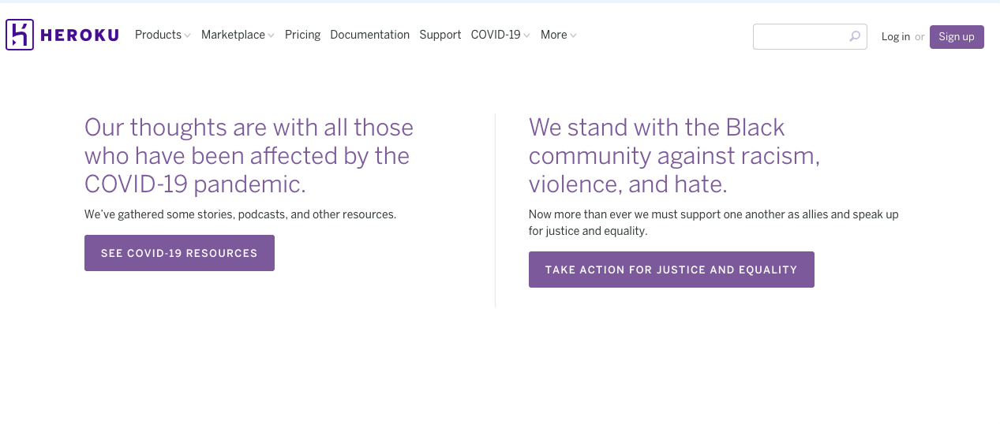 HEROKU Products Marketplace Pricing Documentation Support COVID-19 More Log in or Sign up
Our thoughts are with all those
who have been affected by the
COVID-19 pandemic.
We've gathered some stories, podcasts, and other resources.
SEE COVID-19 RESOURCES
We stand with the Black
community against racism,
violence, and hate.
Now more than ever we must support one another as allies and speak up
for justice and equality.
TAKE ACTION FOR JUSTICE AND EQUALITY